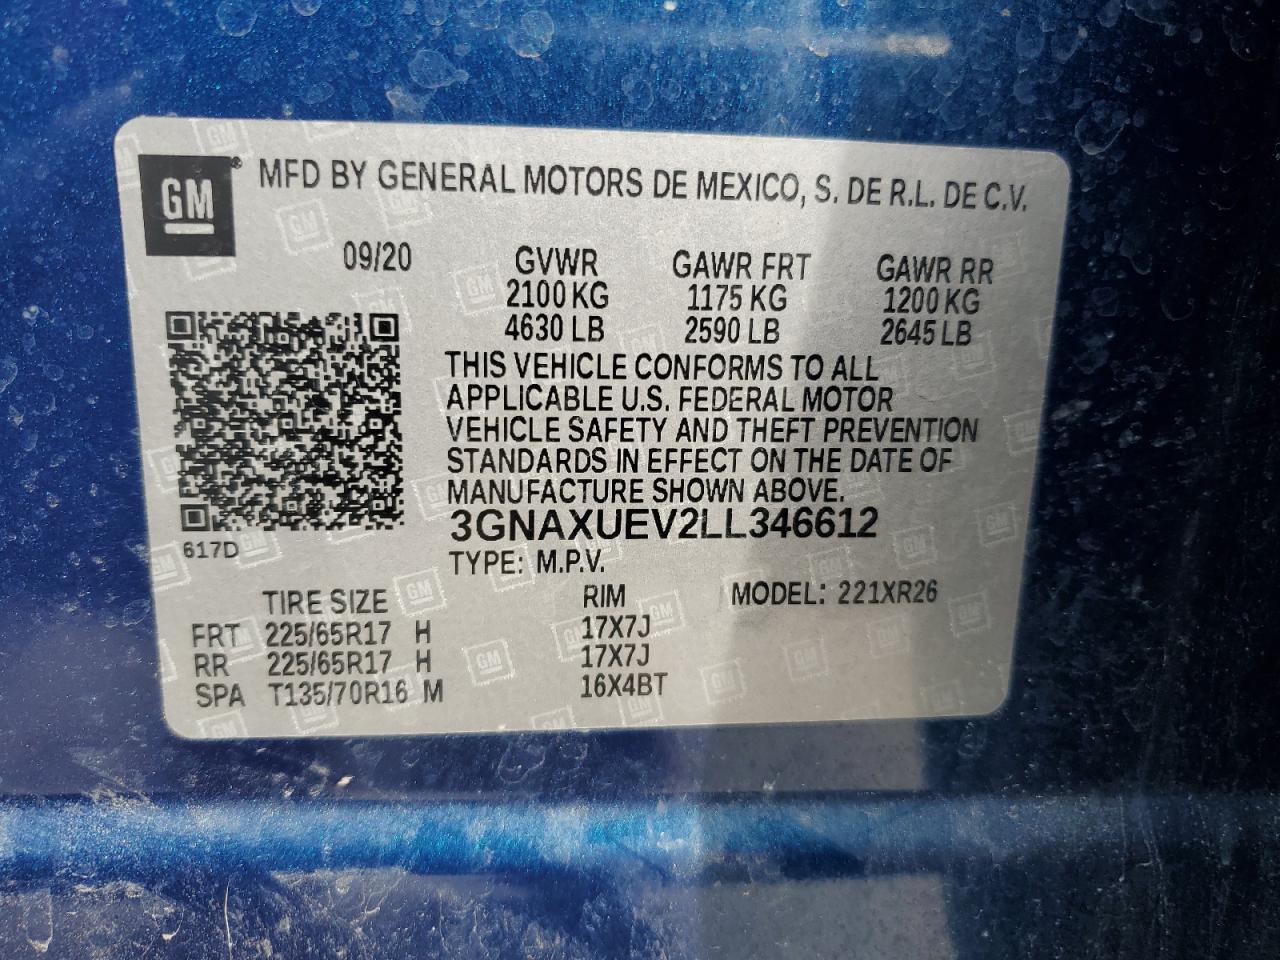 GM
MFD BY GENERAL MOTORS DE MEXICO, S. DE R.L. DE C.V.
09/20
GVWR GAWR FRT GAWR RR
2100 KG 1175 KG 1200 KG
4630 LB 2590 LB 2645 LB
THIS VEHICLE CONFORMS TO ALL
APPLICABLE U.S. FEDERAL MOTOR
VEHICLE SAFETY AND THEFT PREVENTION
STANDARDS IN EFFECT ON THE DATE OF
MANUFACTURE SHOWN ABOVE.
3GNAXUEV2LL346612
617D
TYPE: M.P.V.
TIRE SIZE RIM MODEL: 221XR26
FRT 225/65R17 H 17X7J
RR 225/65R17 H 17X7J
SPA T135/70R16 M 16X4BT